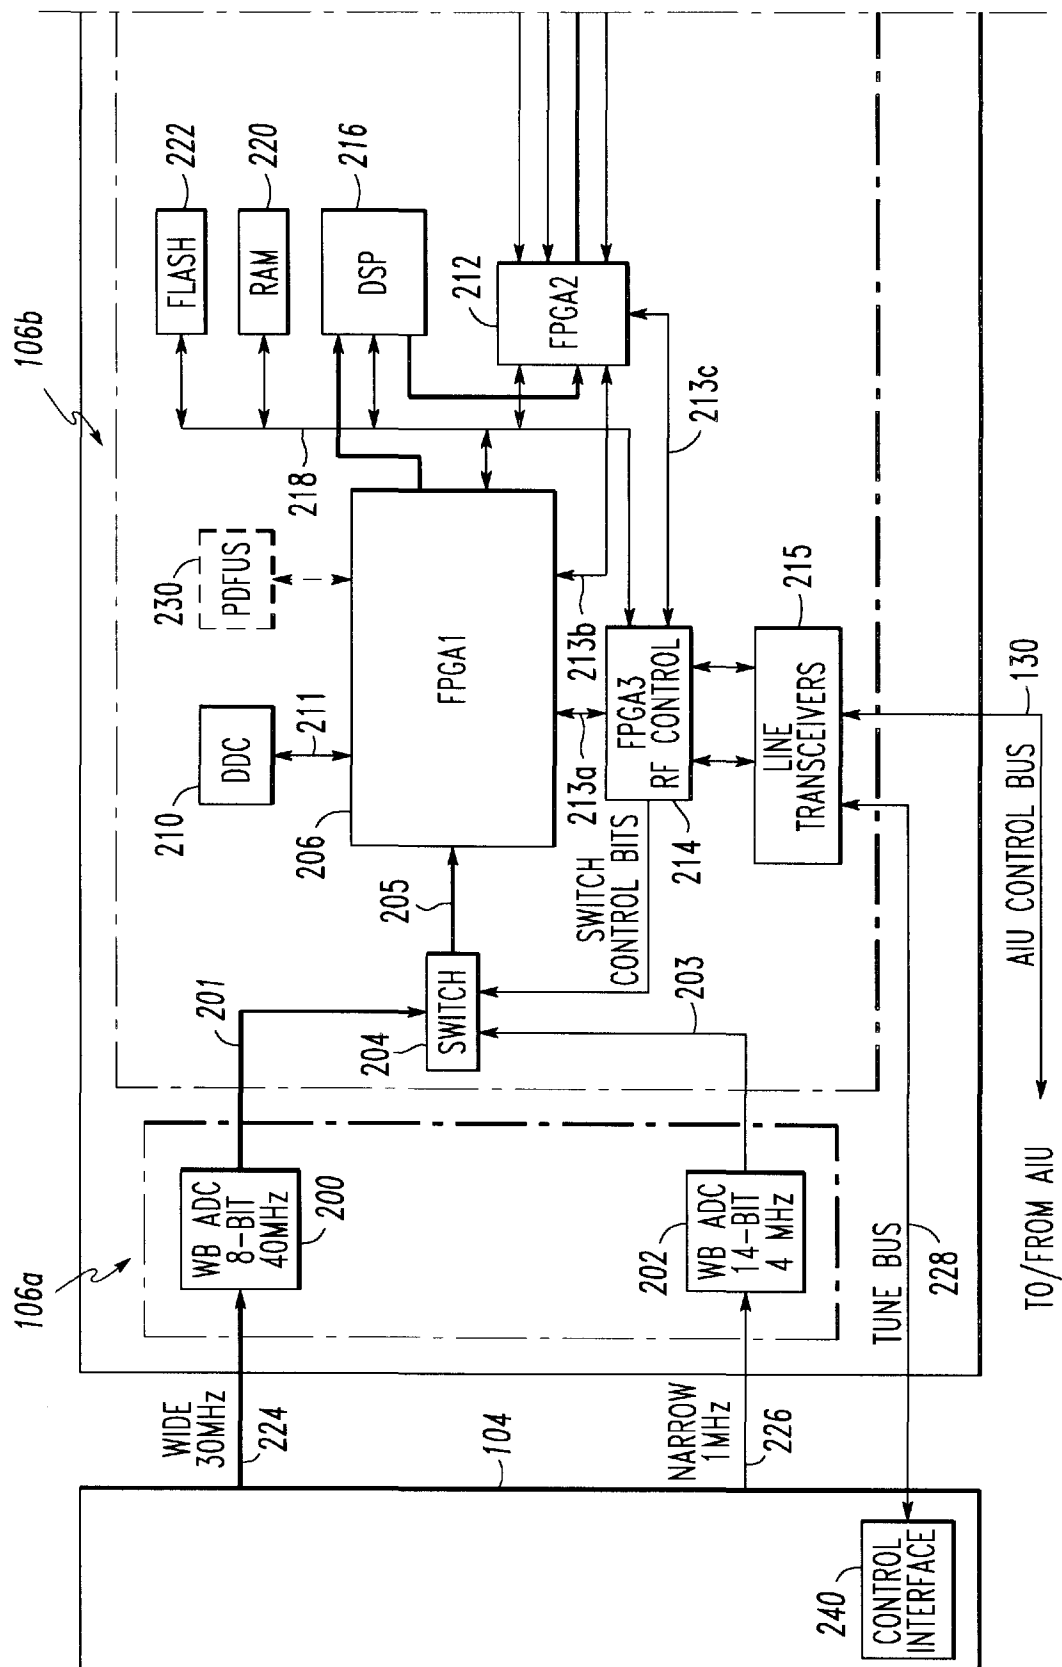 106b
222
FLASH
220
RAM
216
DSP
212
FPGA2
213c
218
230
PDFUS
210
DDC
211
206
FPGA1
213b
213a
205
204
SWITCH
201
203
SWITCH
CONTROL BITS
214
FPGA3
RF CONTROL
215
LINE
TRANSCEIVERS
130
AIU CONTROL BUS
TO/FROM AIU
106a
WB ADC
8-BIT
40MHz
200
WB ADC
14-BIT
4 MHz
202
WIDE
30MHz
224
NARROW
1MHz
226
104
TUNE BUS
228
CONTROL
INTERFACE
240